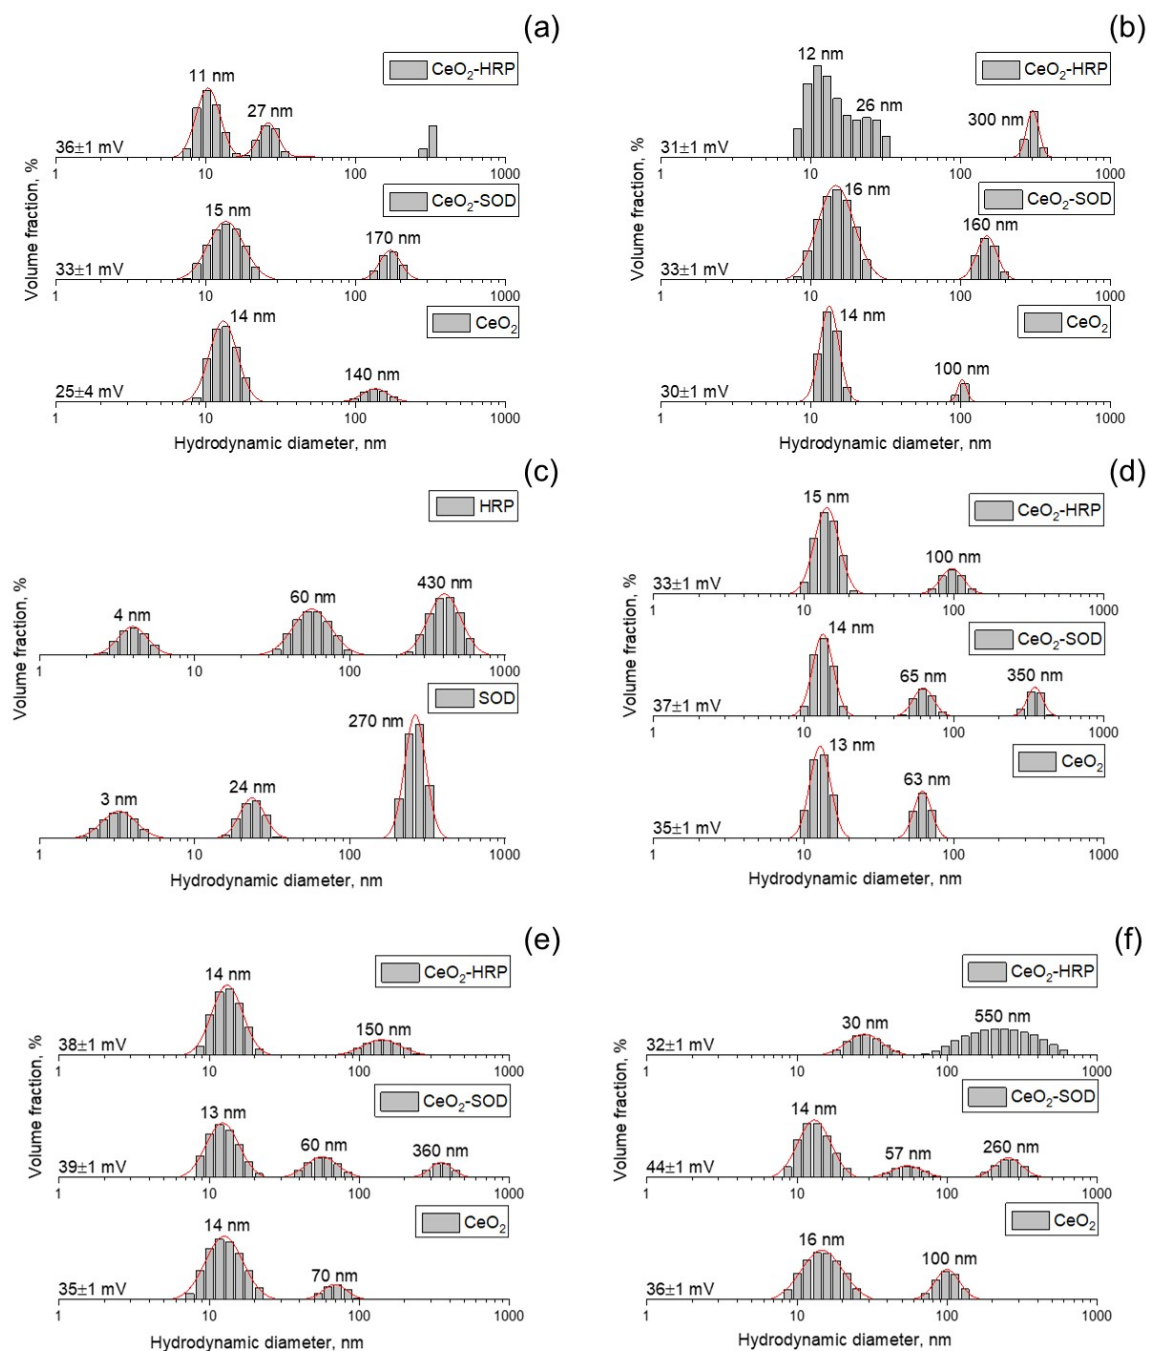 (a)
CeO2-HRP
11 nm
27 nm
36±1 mV
1 10 100 1000
CeO2-SOD
15 nm
170 nm
33±1 mV
1 10 100 1000
CeO2
14 nm
140 nm
25±4 mV
1 10 100 1000
Volume fraction, %
Hydrodynamic diameter, nm
(b)
CeO2-HRP
12 nm
26 nm
300 nm
31±1 mV
1 10 100 1000
CeO2-SOD
16 nm
160 nm
33±1 mV
1 10 100 1000
CeO2
14 nm
100 nm
30±1 mV
1 10 100 1000
Volume fraction, %
Hydrodynamic diameter, nm
(c)
HRP
4 nm
60 nm
430 nm
1 10 100 1000
SOD
270 nm
24 nm
3 nm
1 10 100 1000
Volume fraction, %
Hydrodynamic diameter, nm
(d)
CeO2-HRP
15 nm
100 nm
33±1 mV
1 10 100 1000
CeO2-SOD
14 nm
65 nm
350 nm
37±1 mV
1 10 100 1000
CeO2
13 nm
63 nm
35±1 mV
1 10 100 1000
Volume fraction, %
Hydrodynamic diameter, nm
(e)
CeO2-HRP
14 nm
150 nm
38±1 mV
1 10 100 1000
CeO2-SOD
13 nm
60 nm
360 nm
39±1 mV
1 10 100 1000
CeO2
14 nm
70 nm
35±1 mV
1 10 100 1000
Volume fraction, %
Hydrodynamic diameter, nm
(f)
CeO2-HRP
30 nm
550 nm
32±1 mV
1 10 100 1000
CeO2-SOD
14 nm
57 nm
260 nm
44±1 mV
1 10 100 1000
CeO2
16 nm
100 nm
36±1 mV
1 10 100 1000
Volume fraction, %
Hydrodynamic diameter, nm